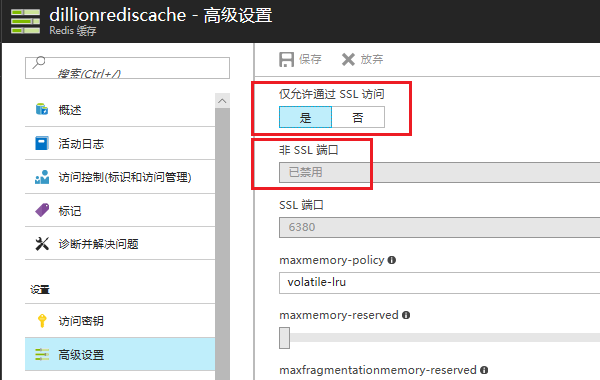 dillionrediscache - 高级设置
Redis 缓存
搜索(Ctrl+/)
概述
活动日志
访问控制(标识和访问管理)
标记
诊断并解决问题
设置
访问密钥
高级设置
保存
放弃
仅允许通过 SSL 访问
是
否
非 SSL 端口
已禁用
SSL 端口
6380
maxmemory-policy
volatile-lru
maxmemory-reserved
maxfragmentationmemory-reserved